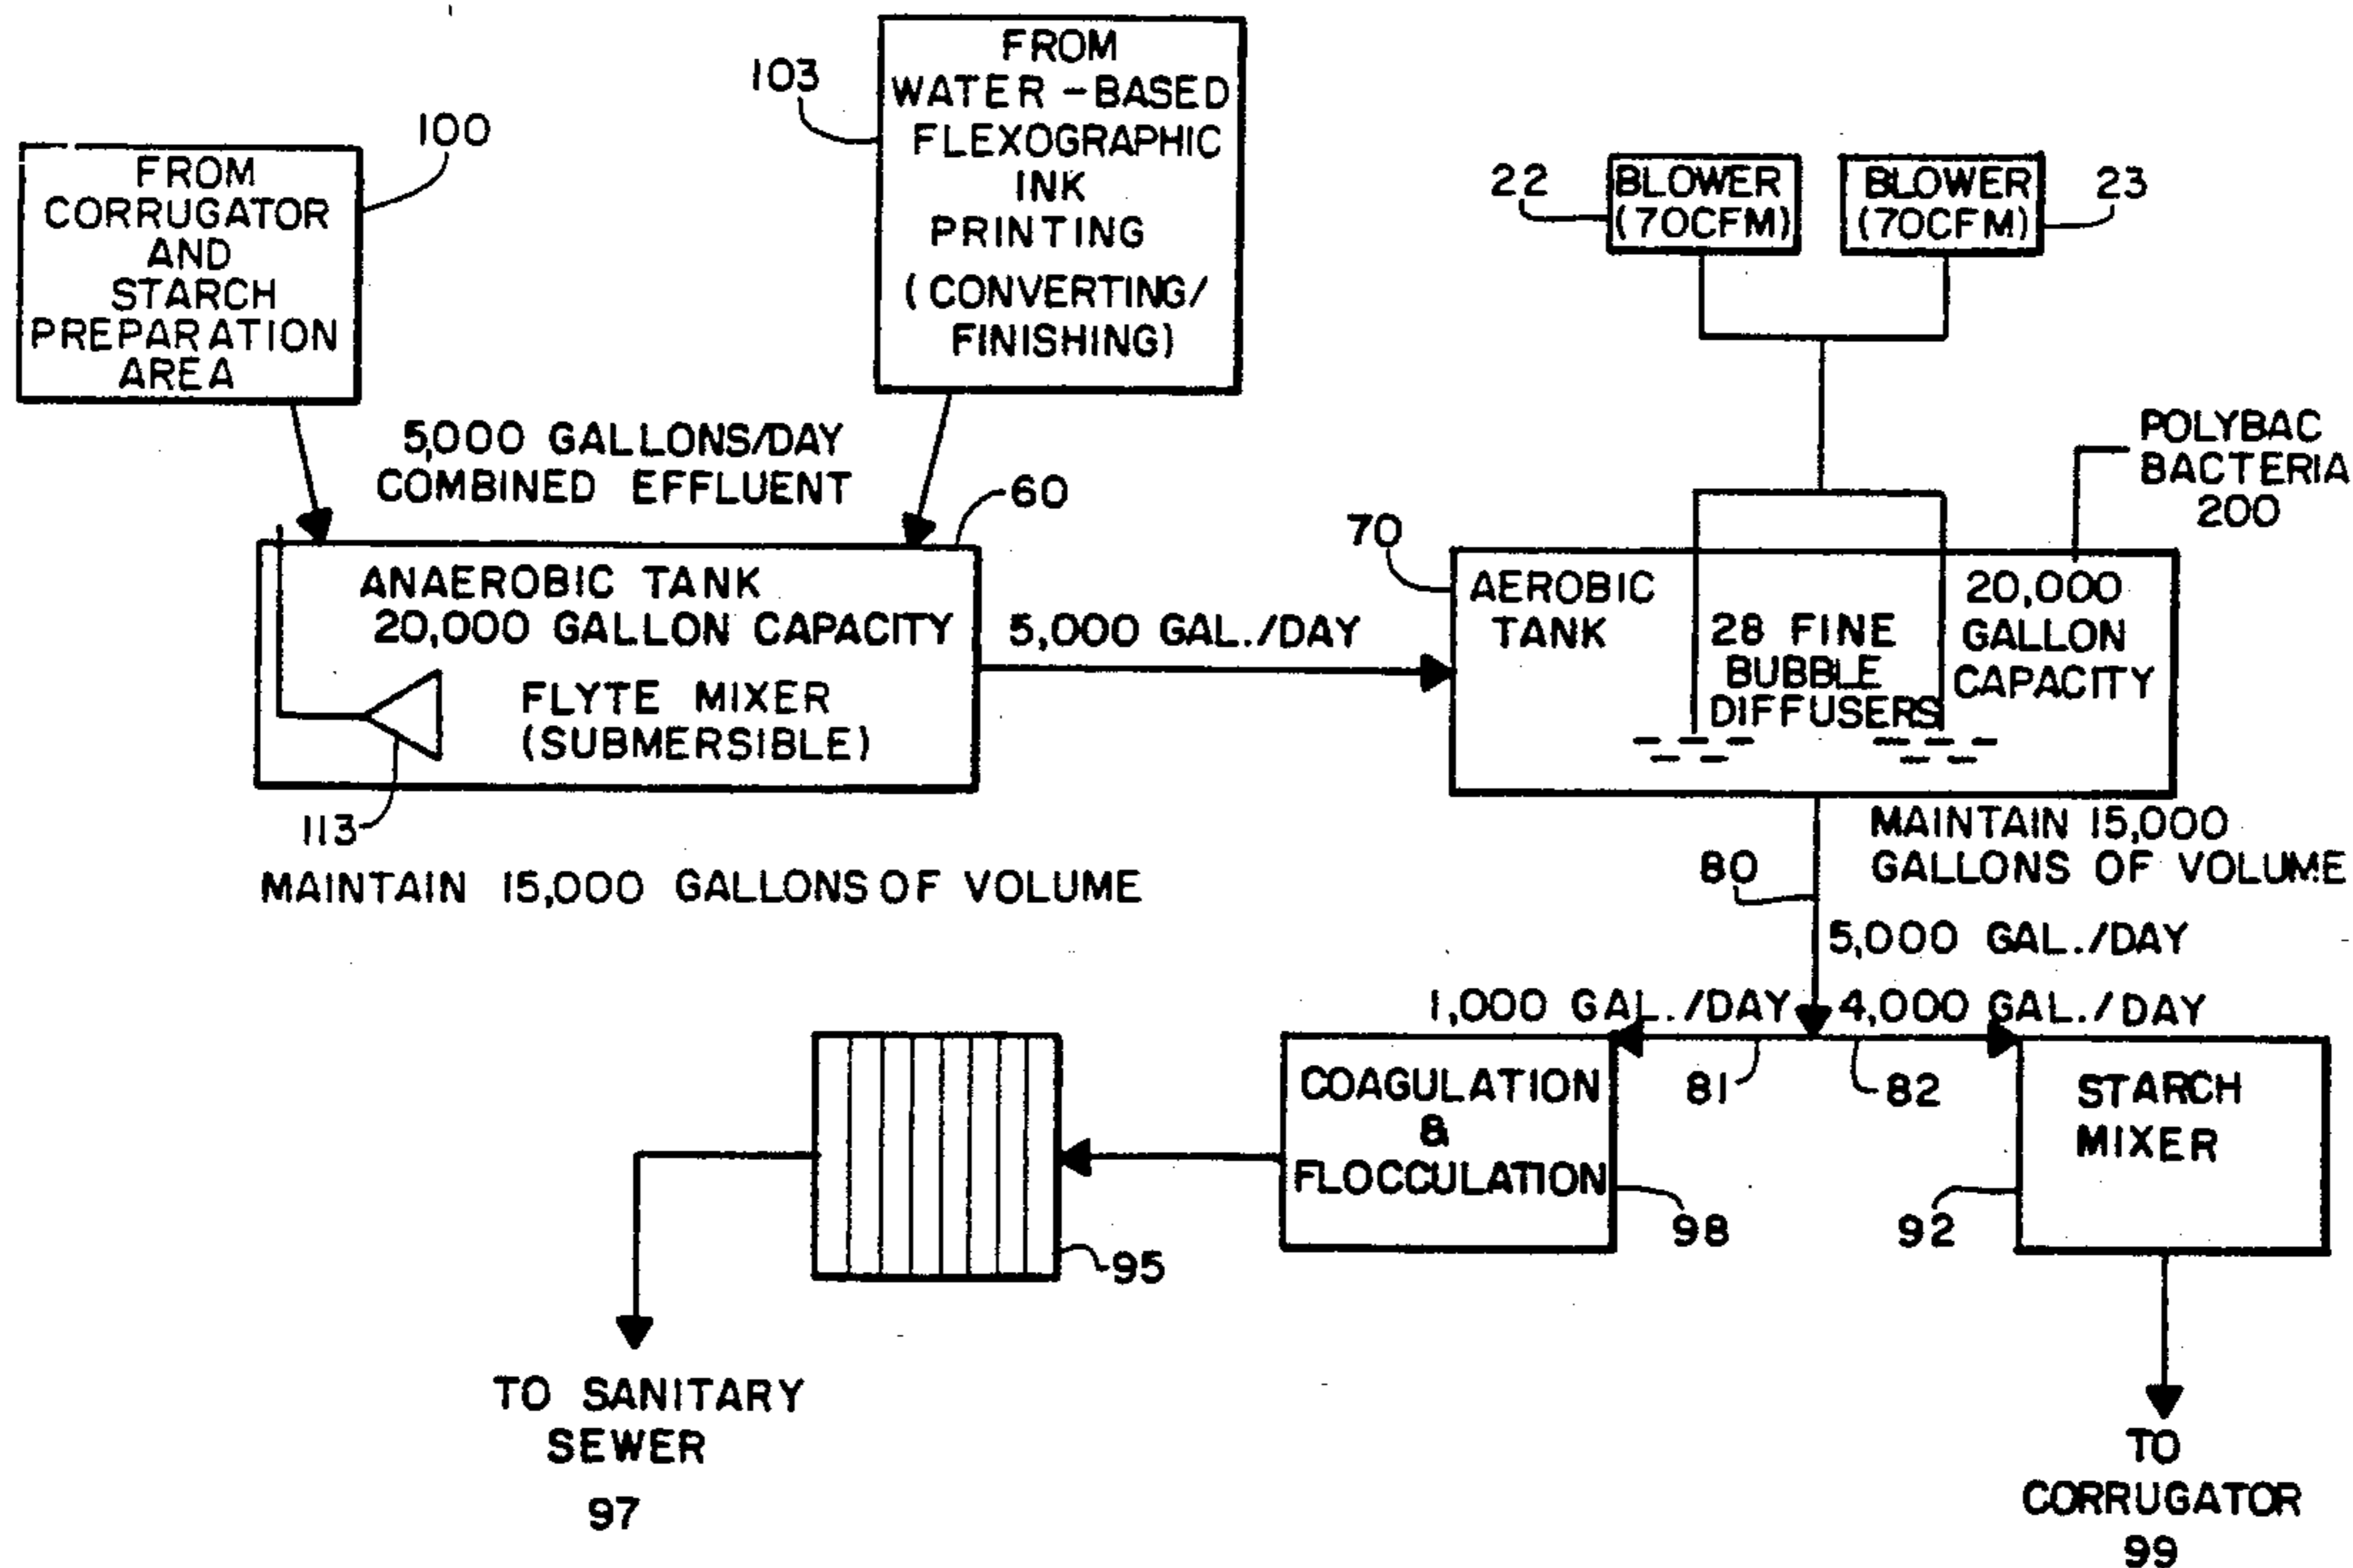 100
FROM
CORRUGATOR
AND
STARCH
PREPARATION
AREA
103
FROM
WATER-BASED
FLEXOGRAPHIC
INK
PRINTING
(CONVERTING/
FINISHING)
22
BLOWER
(70CFM)
BLOWER
(70CFM)
23
5,000 GALLONS/DAY
COMBINED EFFLUENT
60
ANAEROBIC TANK
20,000 GALLON CAPACITY
FLYTE MIXER
(SUBMERSIBLE)
113
MAINTAIN 15,000 GALLONS OF VOLUME
5,000 GAL./DAY
POLYBAC
BACTERIA
200
70
AEROBIC
TANK
28 FINE
BUBBLE
DIFFUSERS
20,000
GALLON
CAPACITY
MAINTAIN 15,000
GALLONS OF VOLUME
80
5,000 GAL./DAY
1,000 GAL./DAY
4,000 GAL./DAY
81
82
COAGULATION
&
FLOCCULATION
98
STARCH
MIXER
92
95
TO SANITARY
SEWER
97
TO
CORRUGATOR
99